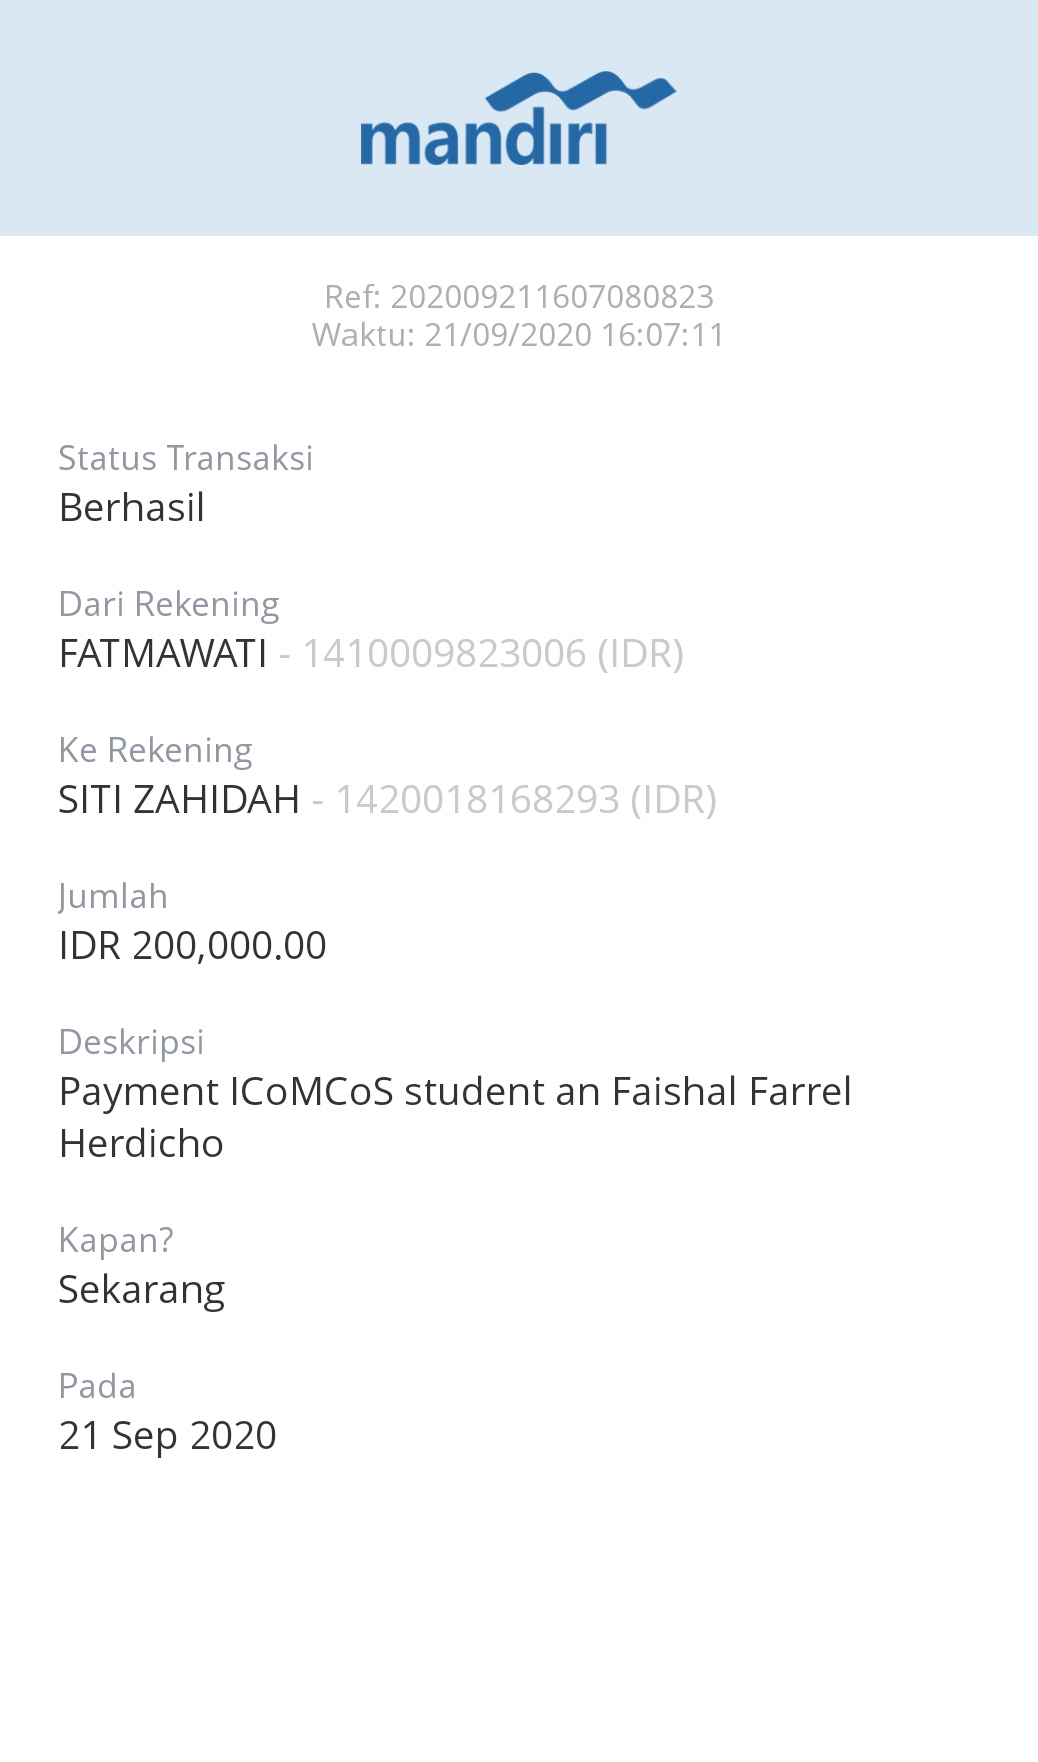 mandiri
Ref: 202009211607080823
Waktu: 21/09/2020 16:07:11
Status Transaksi
Berhasil
Dari Rekening
FATMAWATI - 1410009823006 (IDR)
Ke Rekening
SITI ZAHIDAH - 1420018168293 (IDR)
Jumlah
IDR 200,000.00
Deskripsi
Payment ICoMCoS student an Faishal Farrel
Herdicho
Kapan?
Sekarang
Pada
21 Sep 2020